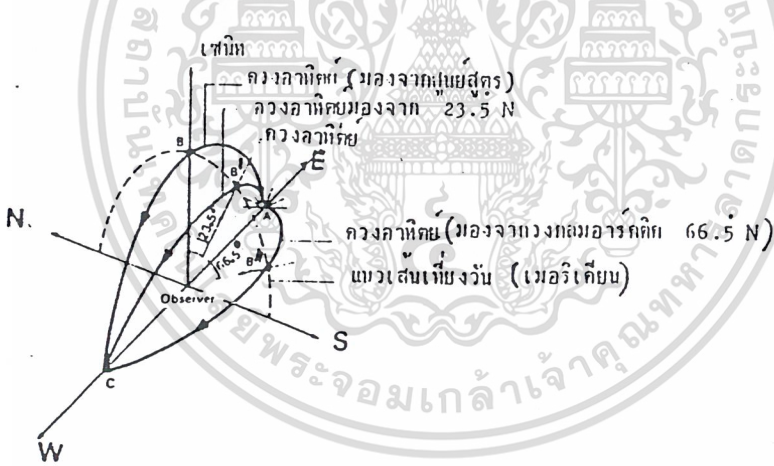 เซนิท
ดวงอาทิตย์ (มองจากศูนย์สูตร)
ดวงอาทิตย์มองจาก 23.5 N
ดวงอาทิตย์
B
B'
E
A
N.
23.5°
66.5°
B"
ดวงอาทิตย์ (มองจากวงกลมอาร์คติค 66.5 N)
แนวเส้นเที่ยงวัน (เมอริเดียน)
Observer
S
C
W